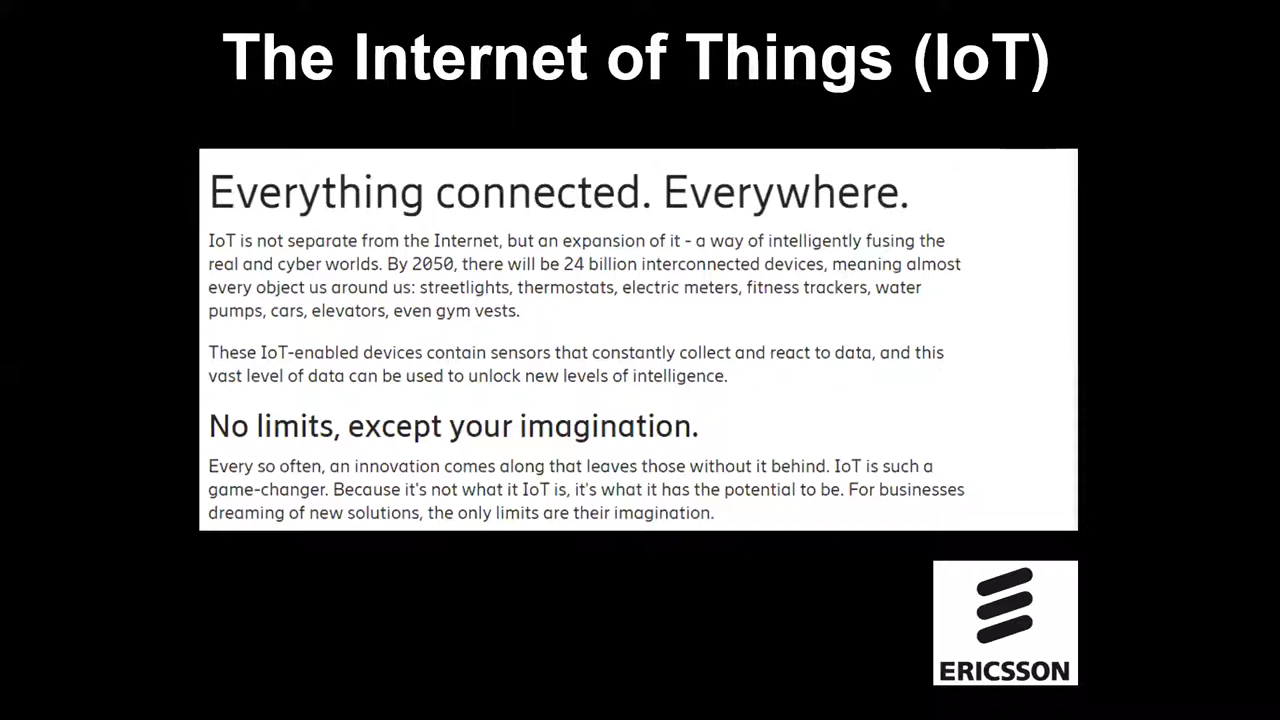 The Internet of Things (IoT)
Everything connected. Everywhere.
IoT is not separate from the Internet, but an expansion of it - a way of intelligently fusing the
real and cyber worlds. By 2050, there will be 24 billion interconnected devices, meaning almost
every object us around us: streetlights, thermostats, electric meters, fitness trackers, water
pumps, cars, elevators, even gym vests.
These IoT-enabled devices contain sensors that constantly collect and react to data, and this
vast level of data can be used to unlock new levels of intelligence.
No limits, except your imagination.
Every so often, an innovation comes along that leaves those without it behind. IoT is such a
game-changer. Because it's not what it IoT is, it's what it has the potential to be. For businesses
dreaming of new solutions, the only limits are their imagination.
ERICSSON